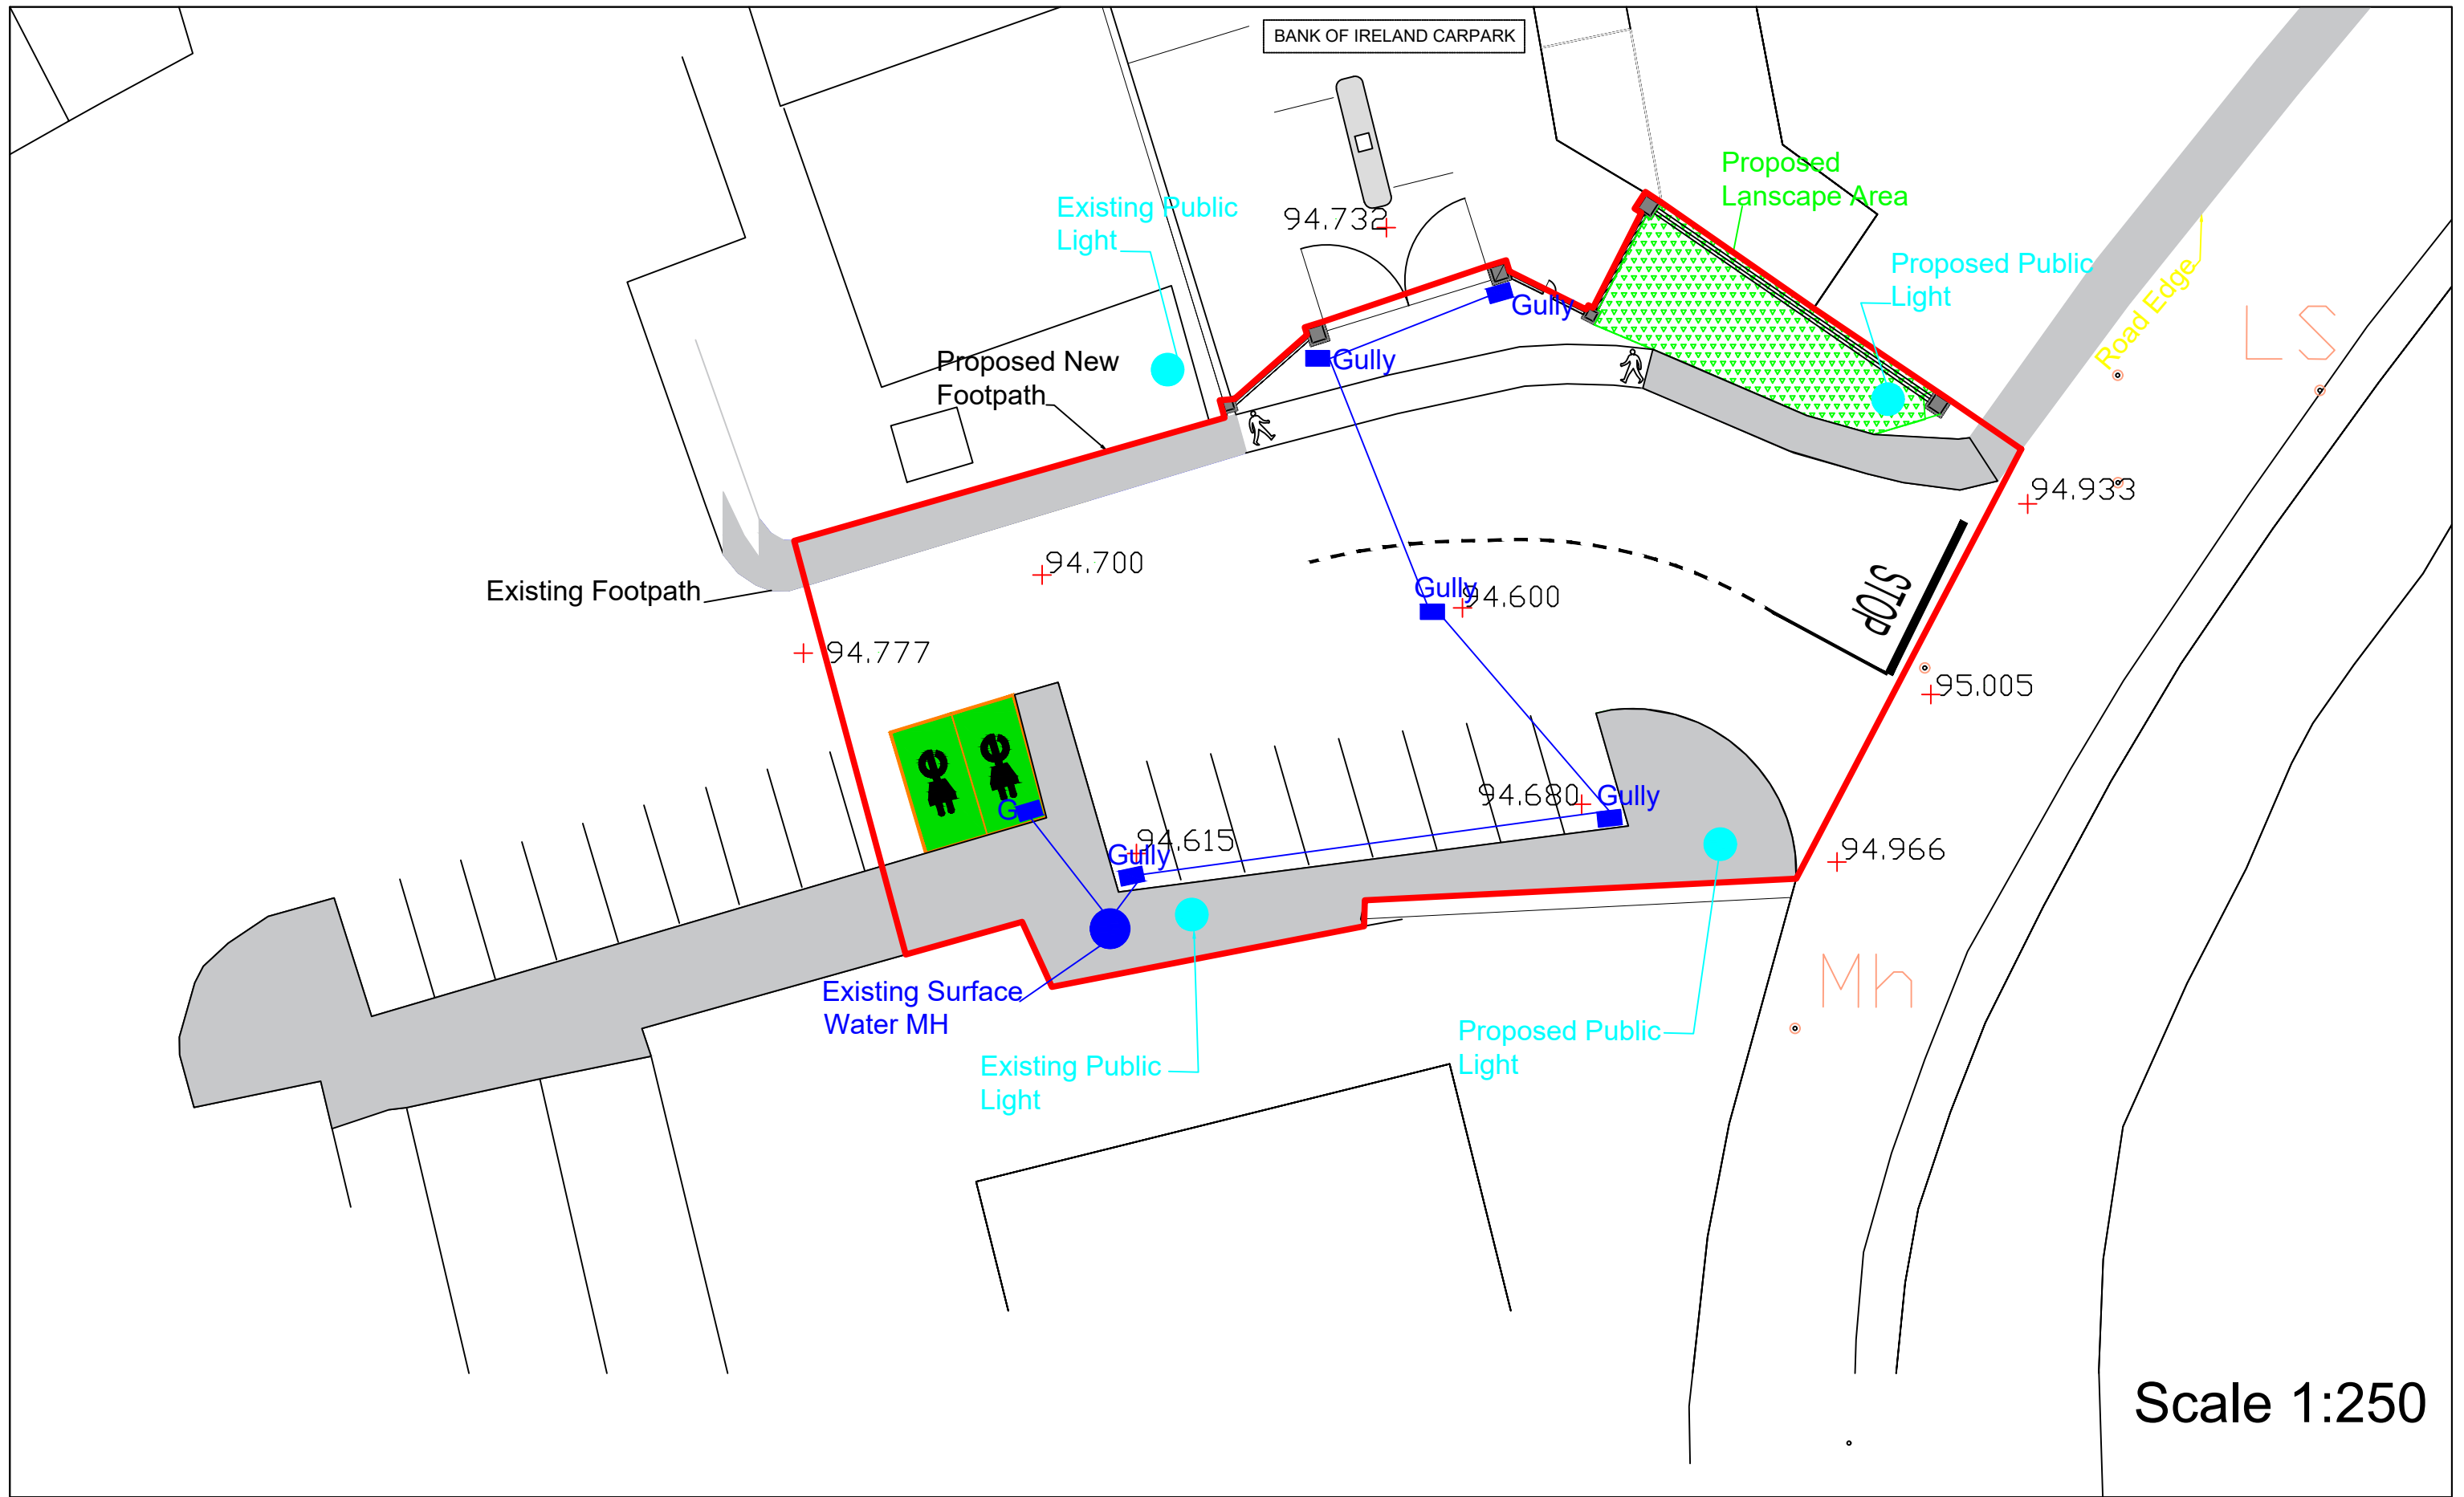 BANK OF IRELAND CARPARK
Proposed
Lanscape Area
Existing Public
Light
94.732
Proposed Public
Light
Road Edge
LS
Gully
Gully
Proposed New
Footpath
94.933
94.700
Existing Footpath
Gully
94.600
STOP
94.777
95.005
94.680
Gully
G
94.615
Gully
94.966
Existing Surface
Water MH
Mh
Proposed Public
Light
Existing Public
Light
Scale 1:250